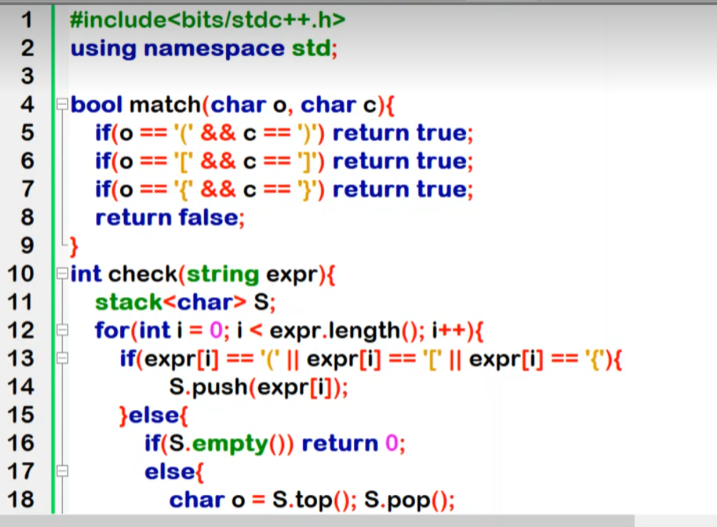 1 #include<bits/stdc++.h>
2 using namespace std;
3
4 bool match(char o, char c){
5 if(o == '(' && c == ')') return true;
6 if(o == '[' && c == ']') return true;
7 if(o == '{' && c == '}') return true;
8 return false;
9 }
10 int check(string expr){
11 stack<char> S;
12 for(int i = 0; i < expr.length(); i++){
13 if(expr[i] == '(' || expr[i] == '[' || expr[i] == '{'){
14 S.push(expr[i]);
15 }else{
16 if(S.empty()) return 0;
17 else{
18 char o = S.top(); S.pop();